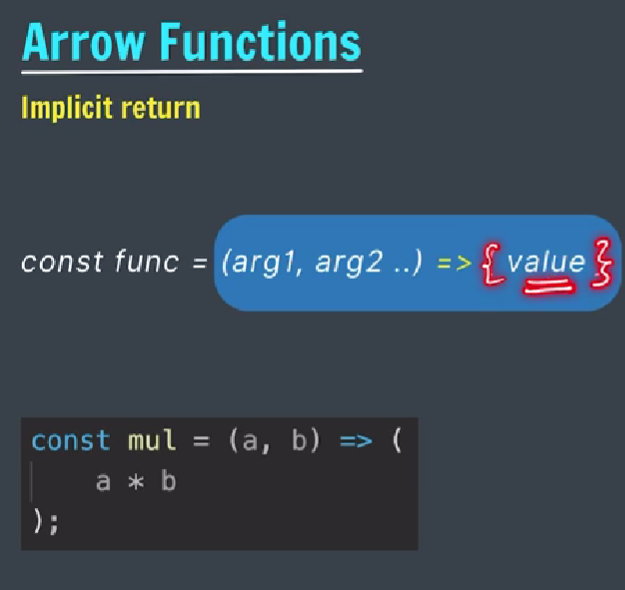 Arrow Functions
Implicit return
const func = (arg1, arg2 ..) => { value }
const mul = (a, b) => (
a * b
);